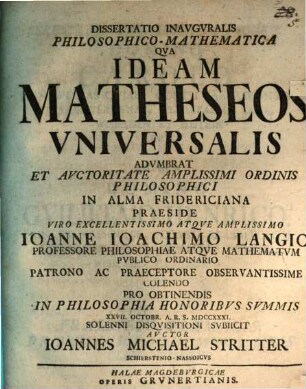 DISSERTATIO INAVGVRALIS
PHILOSOPHICO-MATHEMATICA
QVA
IDEAM
MATHESEOS
VNIVERSALIS
ADVMBRAT
ET AVCTORITATE AMPLISSIMI ORDINIS
PHILOSOPHICI
IN ALMA FRIDERICIANA
PRAESIDE
VIRO EXCELLENTISSIMO ATQVE AMPLISSIMO
IOANNE IOACHIMO LANGIO
PROFESSORE PHILOSOPHIAE ATQVE MATHEMATVM
PVBLICO ORDINARIO
PATRONO AC PRAECEPTORE OBSERVANTISSIME
COLENDO
PRO OBTINENDIS
IN PHILOSOPHIA HONORIBVS SVMMIS
XXVII. OCTOBR. A. R. S. MDCCXXXI.
SOLENNI DISQVISITIONI SVBIICIT
AVCTOR
IOANNES MICHAEL STRITTER
SCHIERSTENIO-NASSOICVS
HALAE MAGDEBVRGICAE
OPERIS GRVNERTIANIS.